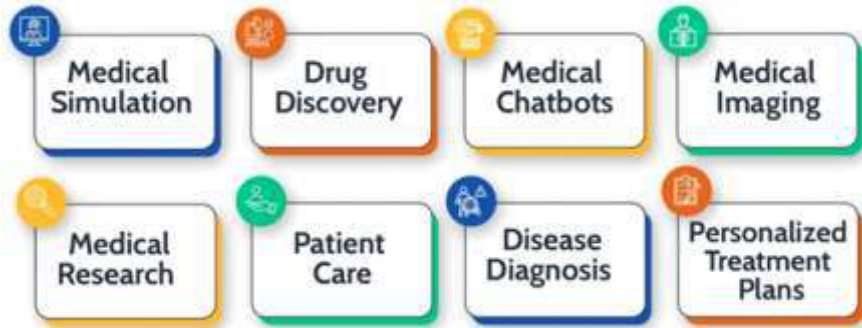 Medical
Simulation
Drug
Discovery
Medical
Chatbots
Medical
Imaging
Medical
Research
Patient
Care
Disease
Diagnosis
Personalized
Treatment
Plans